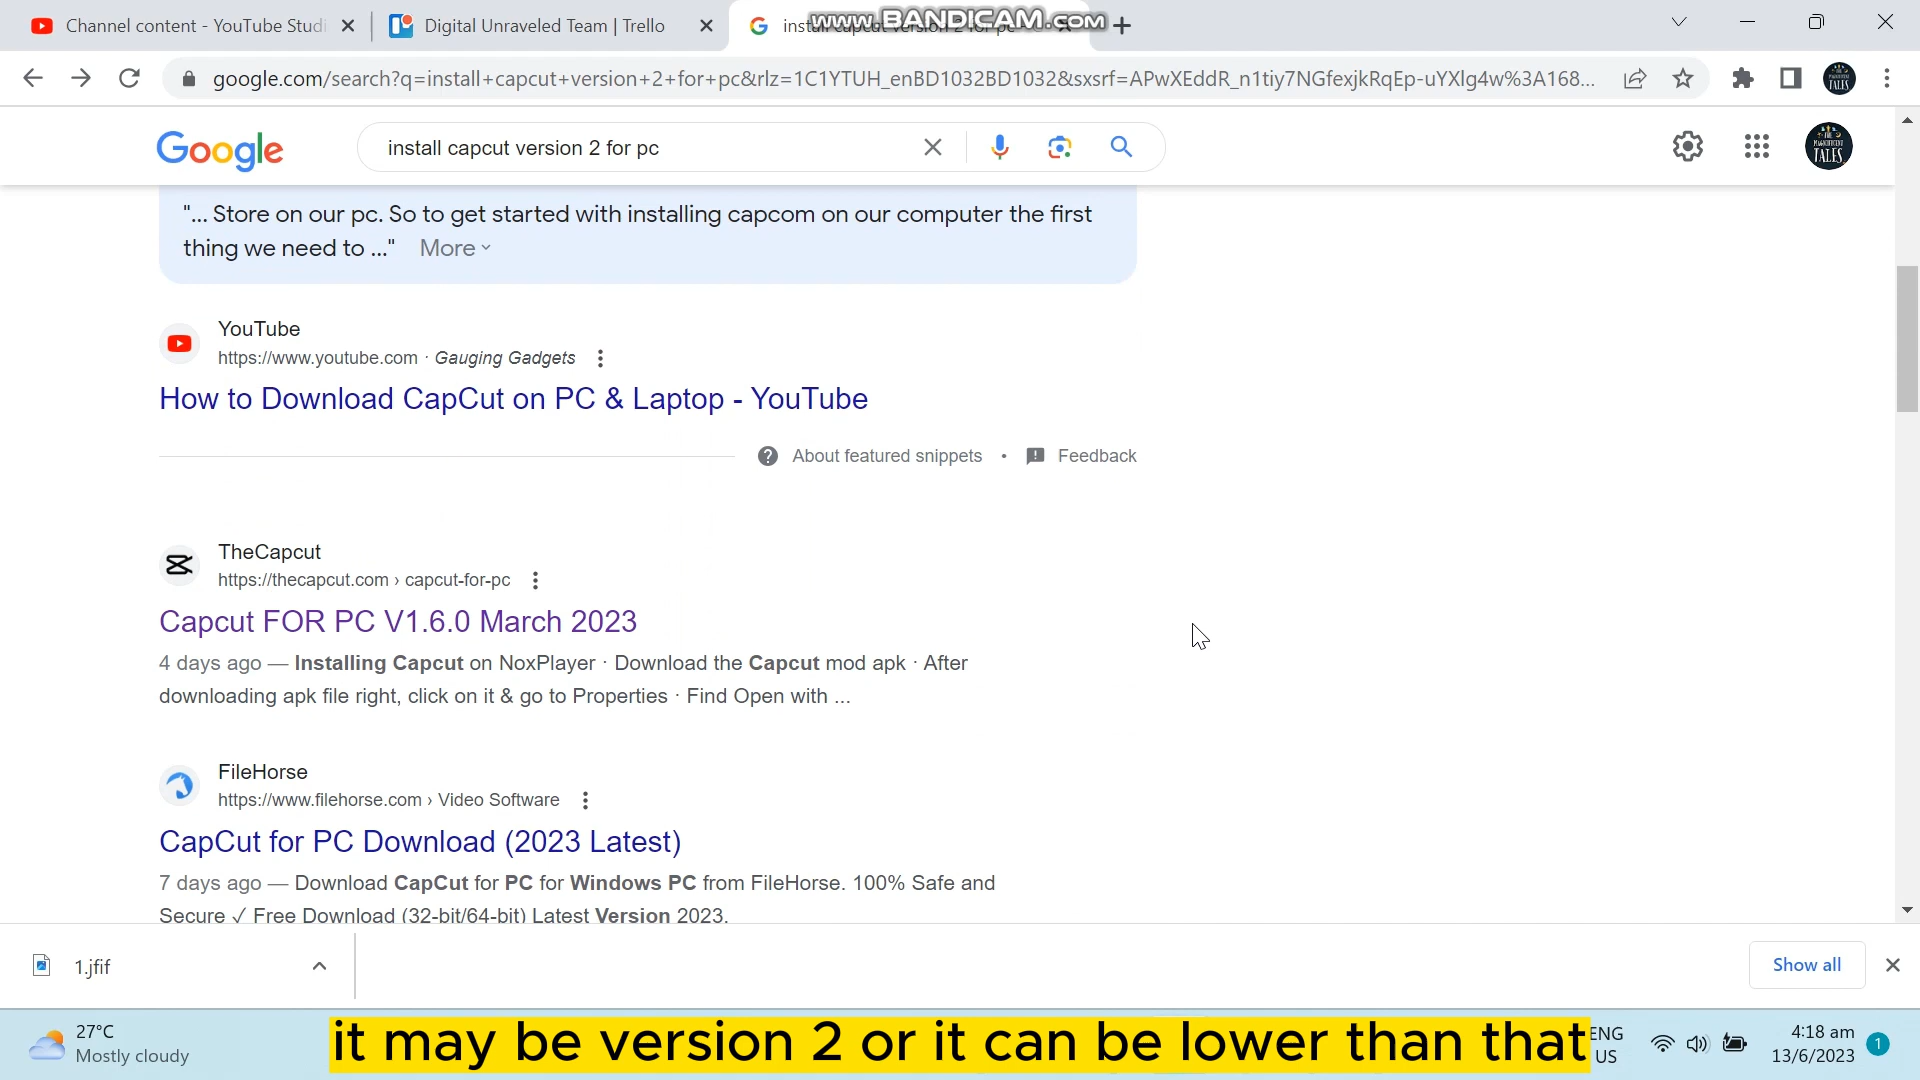 Channel content - YouTube Studi
Digital Unraveled Team | Trello
install capcut version 2 for pc
www.BANDICAM.com
google.com/search?q=install+capcut+version+2+for+pc&rlz=1C1YTUH_enBD1032BD1032&sxsrf=APwXEddR_n1tiy7NGfexjkRqEp-uYXlg4w%3A168...
Google
install capcut version 2 for pc
THE MAGNIFICENT TALES
"... Store on our pc. So to get started with installing capcom on our computer the first
thing we need to ..." More
YouTube
https://www.youtube.com · Gauging Gadgets
How to Download CapCut on PC & Laptop - YouTube
About featured snippets • Feedback
TheCapcut
https://thecapcut.com › capcut-for-pc
Capcut FOR PC V1.6.0 March 2023
4 days ago — Installing Capcut on NoxPlayer · Download the Capcut mod apk · After
downloading apk file right, click on it & go to Properties · Find Open with ...
FileHorse
https://www.filehorse.com › Video Software
CapCut for PC Download (2023 Latest)
7 days ago — Download CapCut for PC for Windows PC from FileHorse. 100% Safe and
Secure ✓ Free Download (32-bit/64-bit) Latest Version 2023.
1.jfif
Show all
27°C
Mostly cloudy
it may be version 2 or it can be lower than that
ENG
US
4:18 am
13/6/2023
1